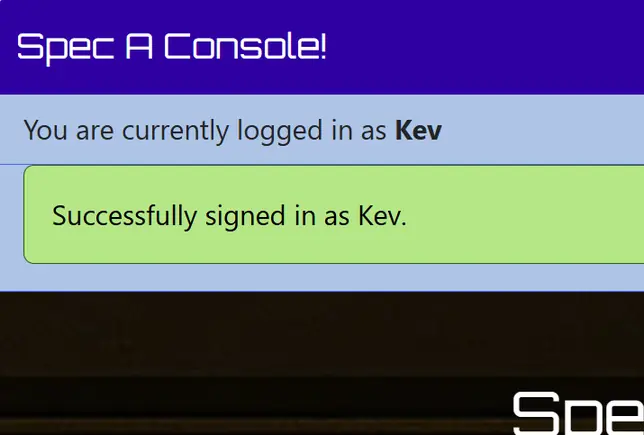 Spec A Console!
You are currently logged in as Kev
Successfully signed in as Kev.
Spe